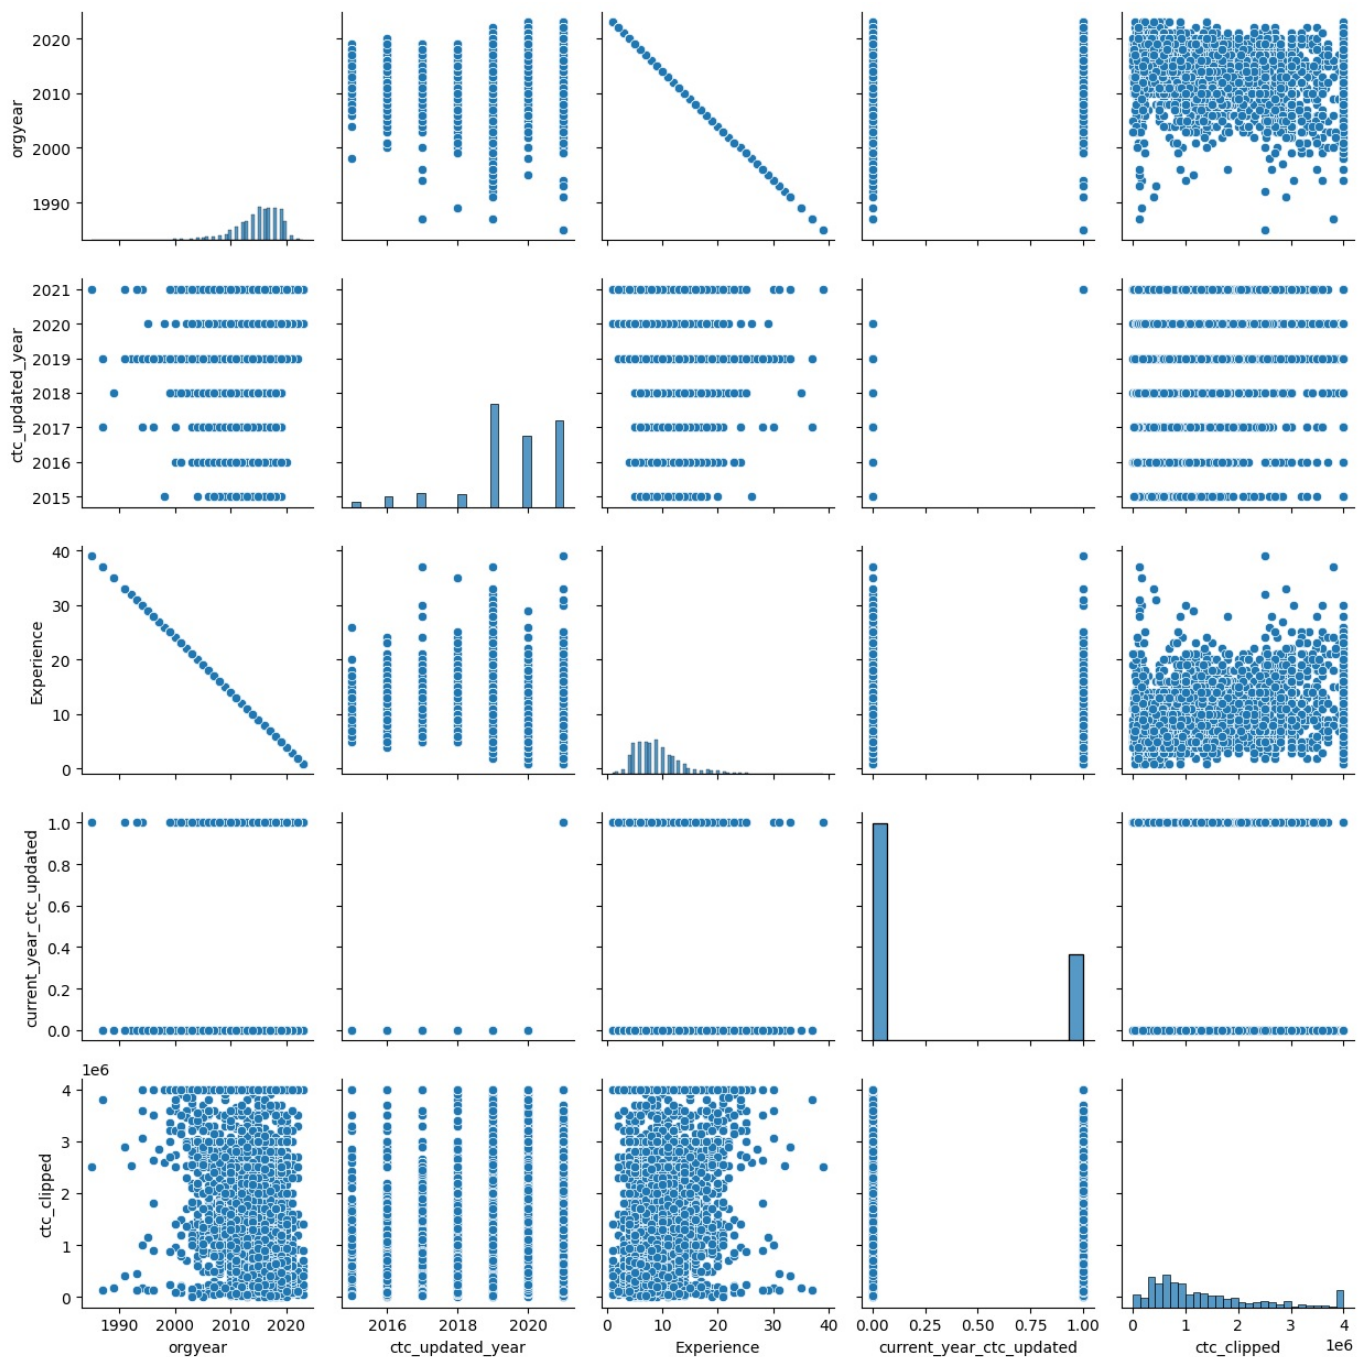 2020
2010
2000
1990
orgyear
2021
2020
2019
2018
2017
2016
2015
ctc_updated_year
40
30
20
10
0
Experience
1.0
0.8
0.6
0.4
0.2
0.0
current_year_ctc_updated
1e6
4
3
2
1
0
ctc_clipped
1990 2000 2010 2020
orgyear
2016 2018 2020
ctc_updated_year
0 10 20 30 40
Experience
0.00 0.25 0.50 0.75 1.00
current_year_ctc_updated
0 1 2 3 4
1e6
ctc_clipped